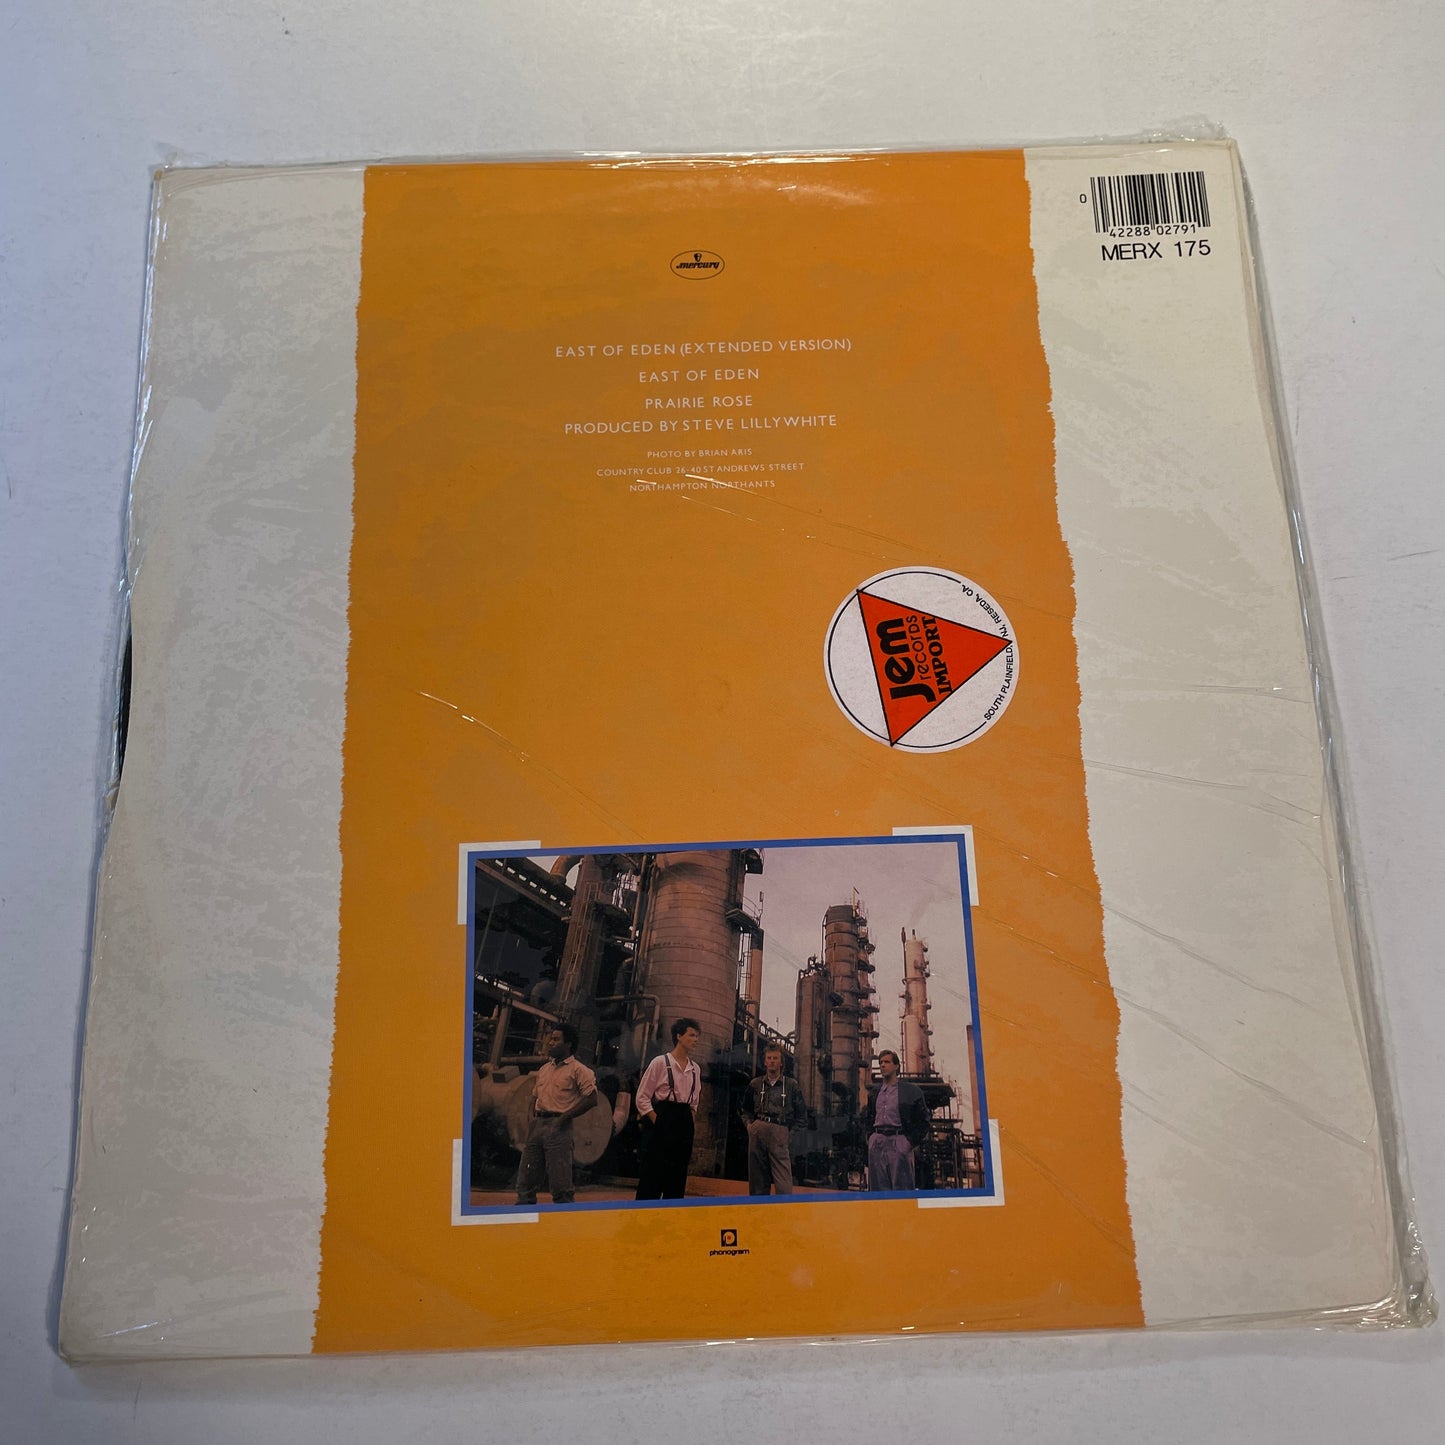 0
42288 02791
MERX 175
mercury
EAST OF EDEN (EXTENDED VERSION)
EAST OF EDEN
PRAIRIE ROSE
PRODUCED BY STEVE LILLYWHITE
PHOTO BY BRIAN ARIS
COUNTRY CLUB 26-40 ST ANDREWS STREET
NORTHAMPTON NORTHANTS
jem
records
IMPORT
SOUTH PLAINFIELD, NJ, RESEDA, CA.
phonogram